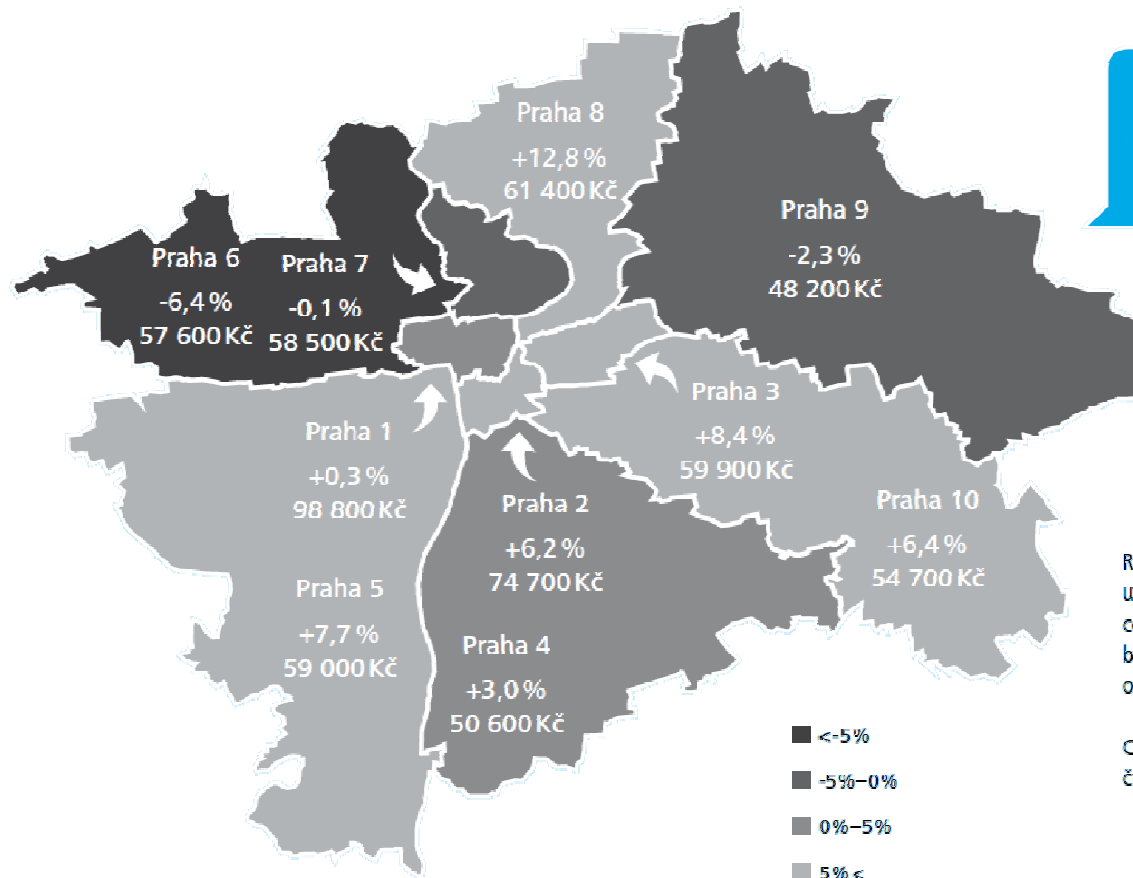 Praha 8
+12,8 %
61 400 Kč
Praha 9
-2,3 %
48 200 Kč
Praha 6
-6,4 %
57 600 Kč
Praha 7
-0,1 %
58 500 Kč
Praha 3
+8,4 %
59 900 Kč
Praha 1
+0,3 %
98 800 Kč
Praha 2
+6,2 %
74 700 Kč
Praha 10
+6,4 %
54 700 Kč
Praha 5
+7,7 %
59 000 Kč
Praha 4
+3,0 %
50 600 Kč
<-5%
-5%–0%
0%–5%
5%<